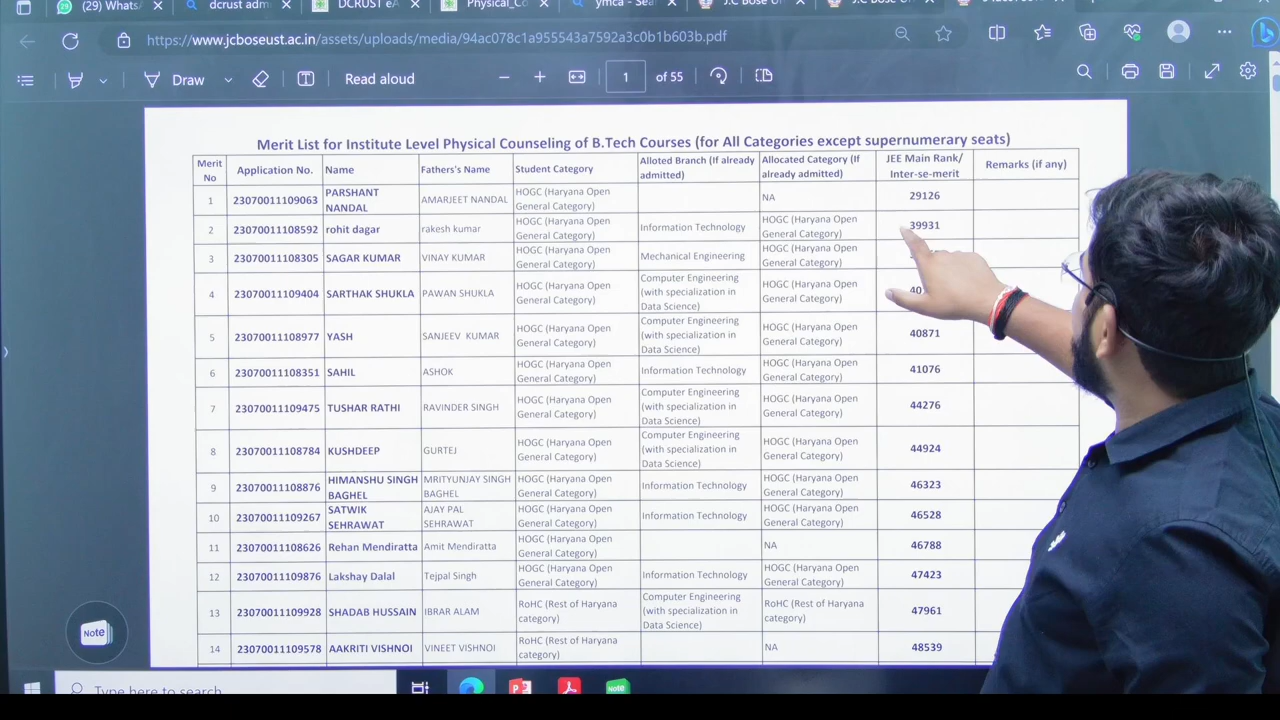 (29) Whats
dcrust adm
DCRUST eA
Physical_Co
ymca - Sea
J.C Bose Un
https://www.jcboseust.ac.in/assets/uploads/media/94ac078c1a955543a7592a3c0b1b603b.pdf
Draw
Read aloud
1 of 55
Merit List for Institute Level Physical Counseling of B.Tech Courses (for All Categories except supernumerary seats)
Merit No Application No. Name Fathers's Name Student Category Alloted Branch (If already admitted) Allocated Category (If already admitted) JEE Main Rank/ Inter-se-merit Remarks (if any)
1 23070011109063 PARSHANT NANDAL AMARJEET NANDAL HOGC (Haryana Open General Category) NA 29126
2 23070011108592 rohit dagar rakesh kumar HOGC (Haryana Open General Category) Information Technology HOGC (Haryana Open General Category) 39931
3 23070011108305 SAGAR KUMAR VINAY KUMAR HOGC (Haryana Open General Category) Mechanical Engineering HOGC (Haryana Open General Category)
4 23070011109404 SARTHAK SHUKLA PAWAN SHUKLA HOGC (Haryana Open General Category) Computer Engineering (with specialization in Data Science) HOGC (Haryana Open General Category)
5 23070011108977 YASH SANJEEV KUMAR HOGC (Haryana Open General Category) Computer Engineering (with specialization in Data Science) HOGC (Haryana Open General Category) 40871
6 23070011108351 SAHIL ASHOK HOGC (Haryana Open General Category) Information Technology HOGC (Haryana Open General Category) 41076
7 23070011109475 TUSHAR RATHI RAVINDER SINGH HOGC (Haryana Open General Category) Computer Engineering (with specialization in Data Science) HOGC (Haryana Open General Category) 44276
8 23070011108784 KUSHDEEP GURTEJ HOGC (Haryana Open General Category) Computer Engineering (with specialization in Data Science) HOGC (Haryana Open General Category) 44924
9 23070011108876 HIMANSHU SINGH BAGHEL MRITYUNJAY SINGH BAGHEL HOGC (Haryana Open General Category) Information Technology HOGC (Haryana Open General Category) 46323
10 23070011109267 SATWIK SEHRAWAT AJAY PAL SEHRAWAT HOGC (Haryana Open General Category) Information Technology HOGC (Haryana Open General Category) 46528
11 23070011108626 Rehan Mendiratta Amit Mendiratta HOGC (Haryana Open General Category) NA 46788
12 23070011109876 Lakshay Dalal Tejpal Singh HOGC (Haryana Open General Category) Information Technology HOGC (Haryana Open General Category) 47423
13 23070011109928 SHADAB HUSSAIN IBRAR ALAM RoHC (Rest of Haryana category) Computer Engineering (with specialization in Data Science) RoHC (Rest of Haryana category) 47961
14 23070011109578 AAKRITI VISHNOI VINEET VISHNOI RoHC (Rest of Haryana category) NA 48539
Note
Type here to search
Note